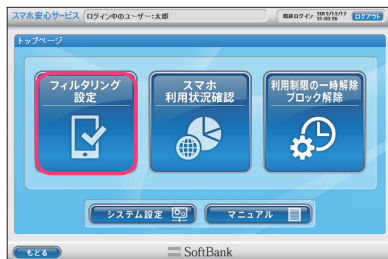 スマホ安心サービス ログイン中のユーザー:太郎 最終ログイン ログアウト
トップページ
フィルタリング
設定
スマホ
利用状況確認
利用制限の一時解除
ブロック解除
システム設定
マニュアル
もどる
SoftBank